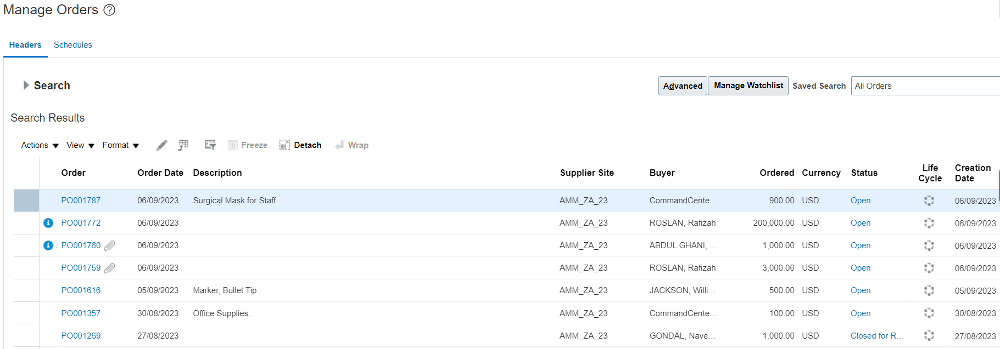 Manage Orders ?
Headers Schedules
Search Advanced Manage Watchlist Saved Search All Orders
Search Results
Actions View Format Freeze Detach Wrap
Order Order Date Description Supplier Site Buyer Ordered Currency Status Life Cycle Creation Date
PO001787 06/09/2023 Surgical Mask for Staff AMM_ZA_23 CommandCente... 900.00 USD Open 06/09/2023
PO001772 06/09/2023 AMM_ZA_23 ROSLAN, Rafizah 200,000.00 USD Open 06/09/2023
PO001760 06/09/2023 AMM_ZA_23 ABDUL GHANI, ... 1,000.00 USD Open 06/09/2023
PO001759 06/09/2023 AMM_ZA_23 ROSLAN, Rafizah 3,000.00 USD Open 06/09/2023
PO001616 05/09/2023 Marker, Bullet Tip AMM_ZA_23 JACKSON, Willi... 500.00 USD Open 05/09/2023
PO001357 30/08/2023 Office Supplies. AMM_ZA_23 CommandCente... 100.00 USD Open 30/08/2023
PO001269 27/08/2023 AMM_ZA_23 GONDAL, Nave... 1,000.00 USD Closed for R... 27/08/2023